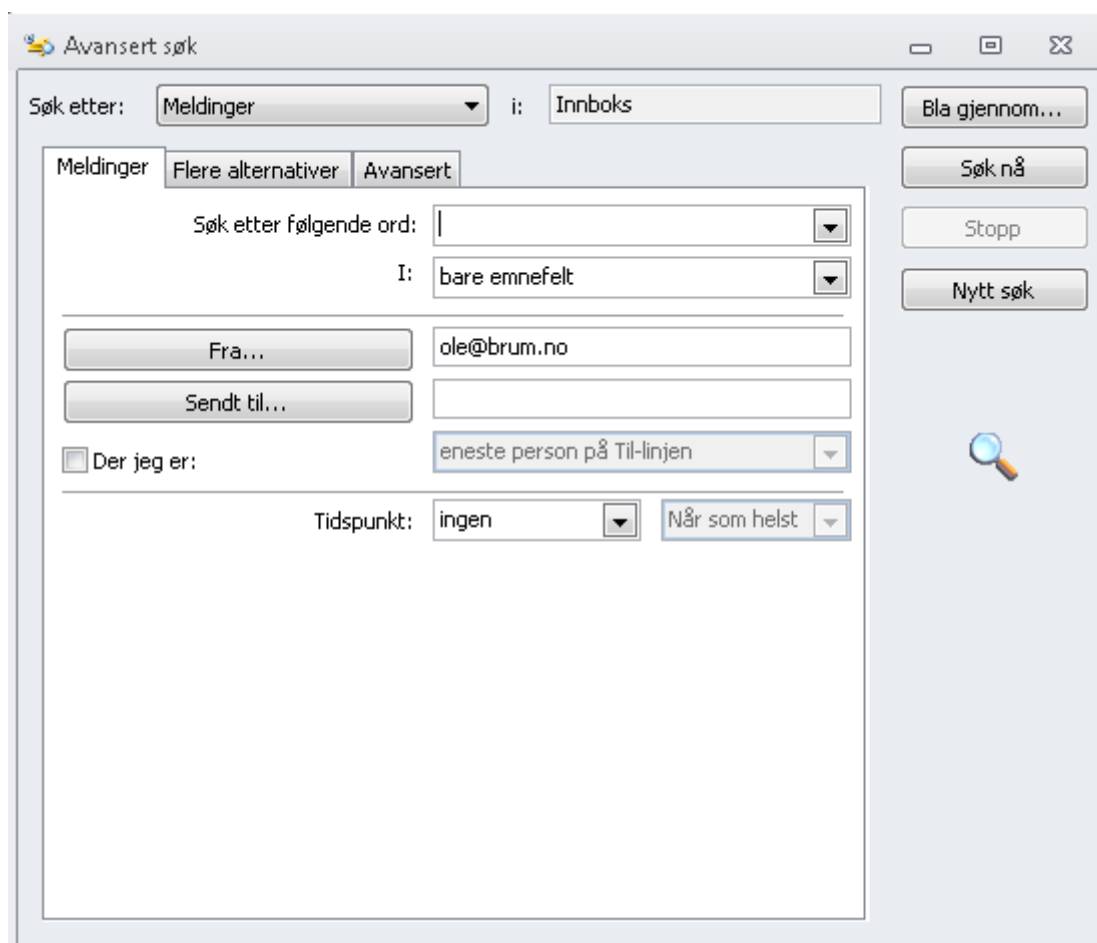 Avansert søk
Søk etter: Meldinger i: Innboks Bla gjennom...
Meldinger Flere alternativer Avansert Søk nå
Søk etter følgende ord: Stopp
I: bare emnefelt Nytt søk
Fra... ole@brum.no
Sendt til...
Der jeg er: eneste person på Til-linjen
Tidspunkt: ingen Når som helst